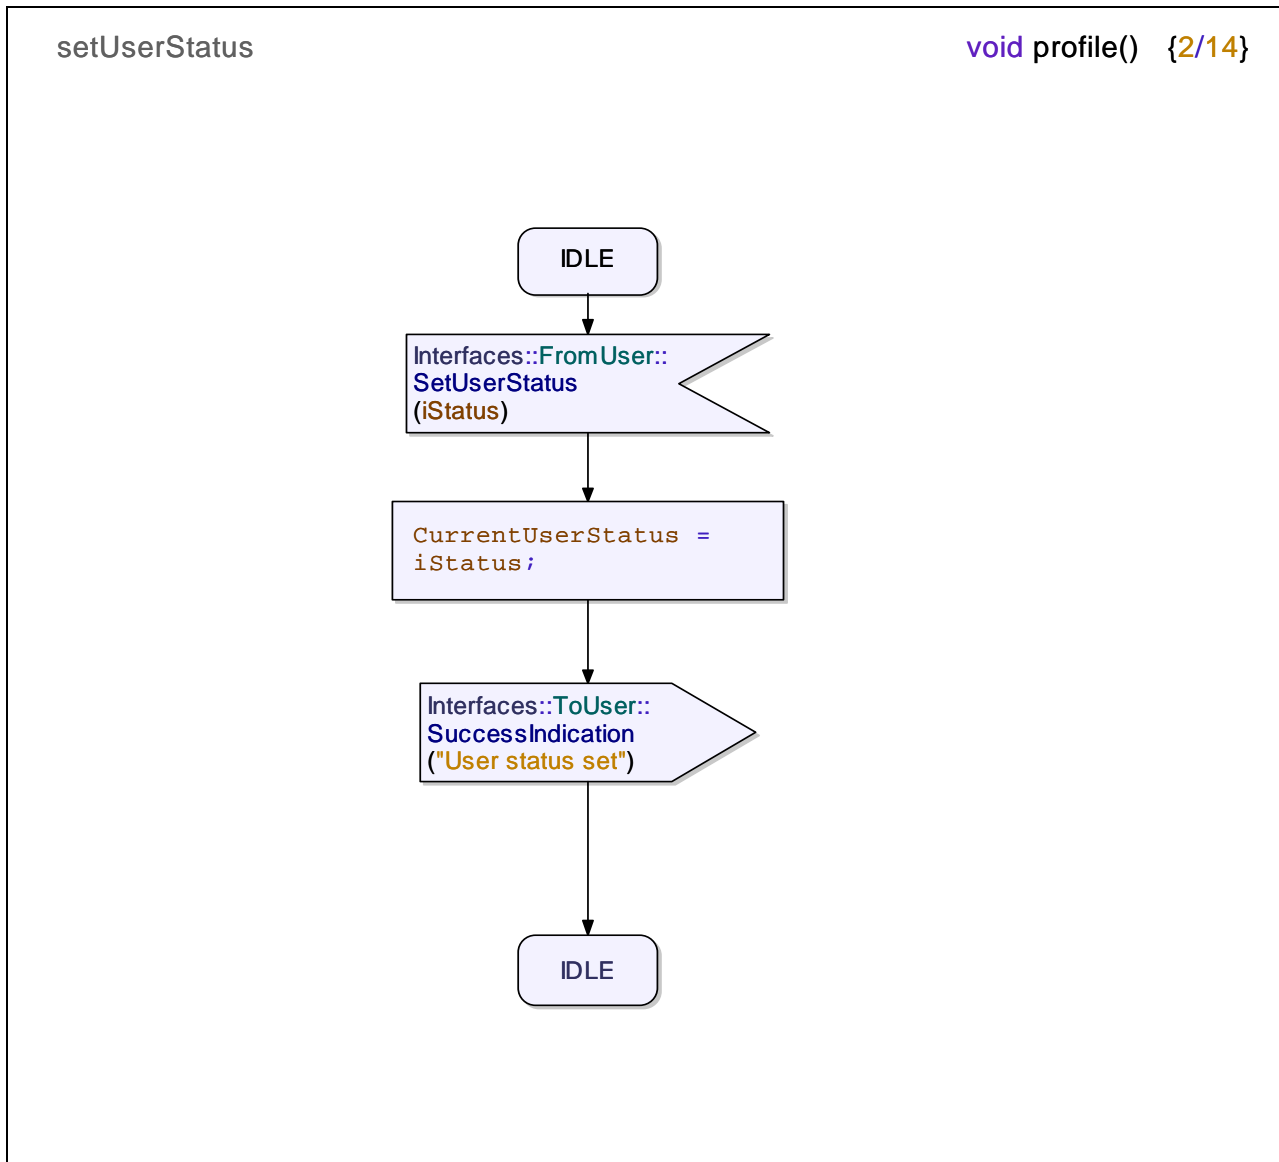 setUserStatus
void profile() {2/14}
IDLE
Interfaces::FromUser::
SetUserStatus
(iStatus)
CurrentUserStatus =
iStatus;
Interfaces::ToUser::
SuccessIndication
("User status set")
IDLE